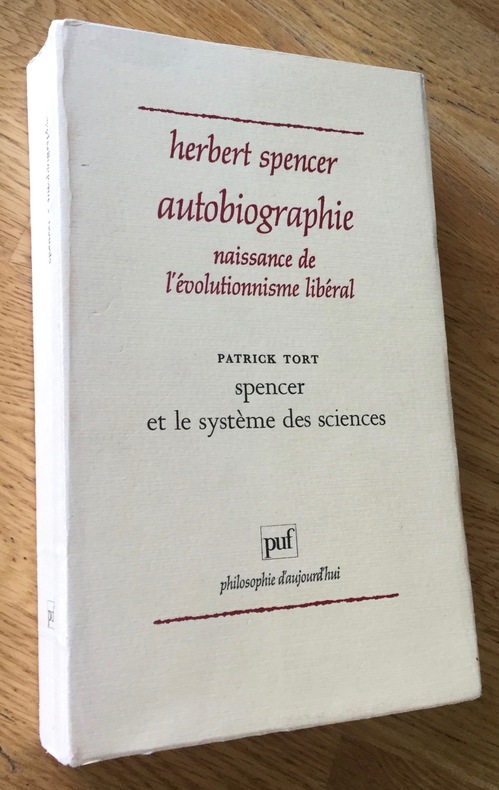 herbert spencer
autobiographie
naissance de
l'évolutionnisme libéral
PATRICK TORT
spencer
et le système des sciences
puf
philosophie d'aujourd'hui